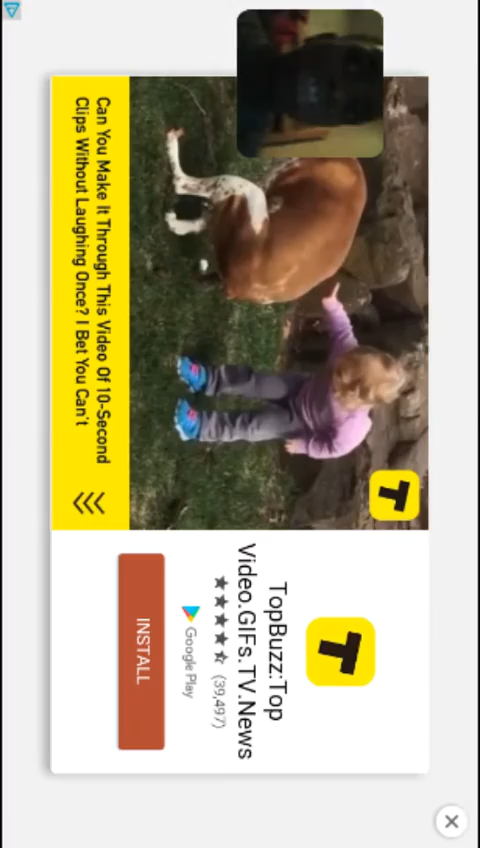 Can You Make It Through This Video Of 10-Second
Clips Without Laughing Once? I Bet You Can't
T
T
TopBuzz:Top
Video.GIFs.TV.News
(39,497)
Google Play
INSTALL